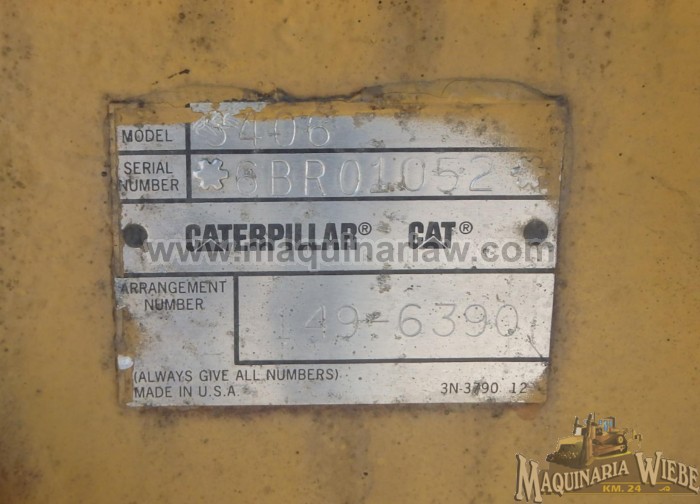 MODEL 3406
SERIAL NUMBER *6BR01052*
www.maquinariaw.com
CATERPILLAR® CAT®
ARRANGEMENT NUMBER 149-6390
(ALWAYS GIVE ALL NUMBERS)
MADE IN U.S.A. 3N-3790 12
MAQUINARIA WIEBE
KM. 24